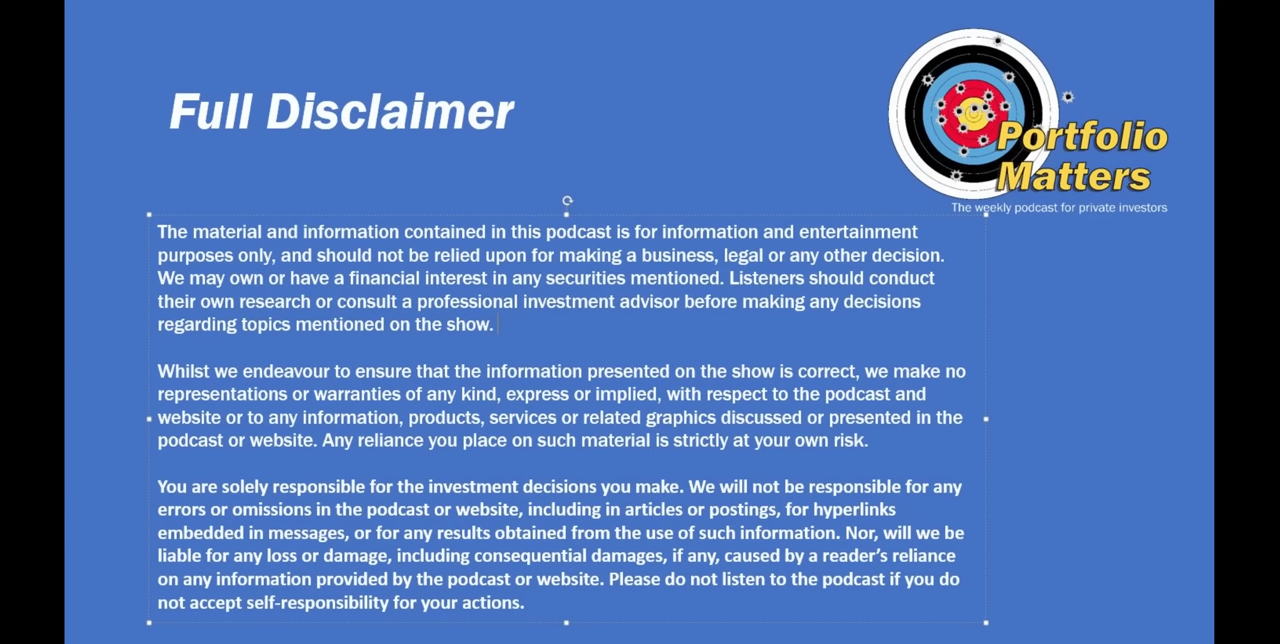 Full Disclaimer
Portfolio
Matters
The weekly podcast for private investors
The material and information contained in this podcast is for information and entertainment
purposes only, and should not be relied upon for making a business, legal or any other decision.
We may own or have a financial interest in any securities mentioned. Listeners should conduct
their own research or consult a professional investment advisor before making any decisions
regarding topics mentioned on the show.
Whilst we endeavour to ensure that the information presented on the show is correct, we make no
representations or warranties of any kind, express or implied, with respect to the podcast and
website or to any information, products, services or related graphics discussed or presented in the
podcast or website. Any reliance you place on such material is strictly at your own risk.
You are solely responsible for the investment decisions you make. We will not be responsible for any
errors or omissions in the podcast or website, including in articles or postings, for hyperlinks
embedded in messages, or for any results obtained from the use of such information. Nor, will we be
liable for any loss or damage, including consequential damages, if any, caused by a reader’s reliance
on any information provided by the podcast or website. Please do not listen to the podcast if you do
not accept self-responsibility for your actions.